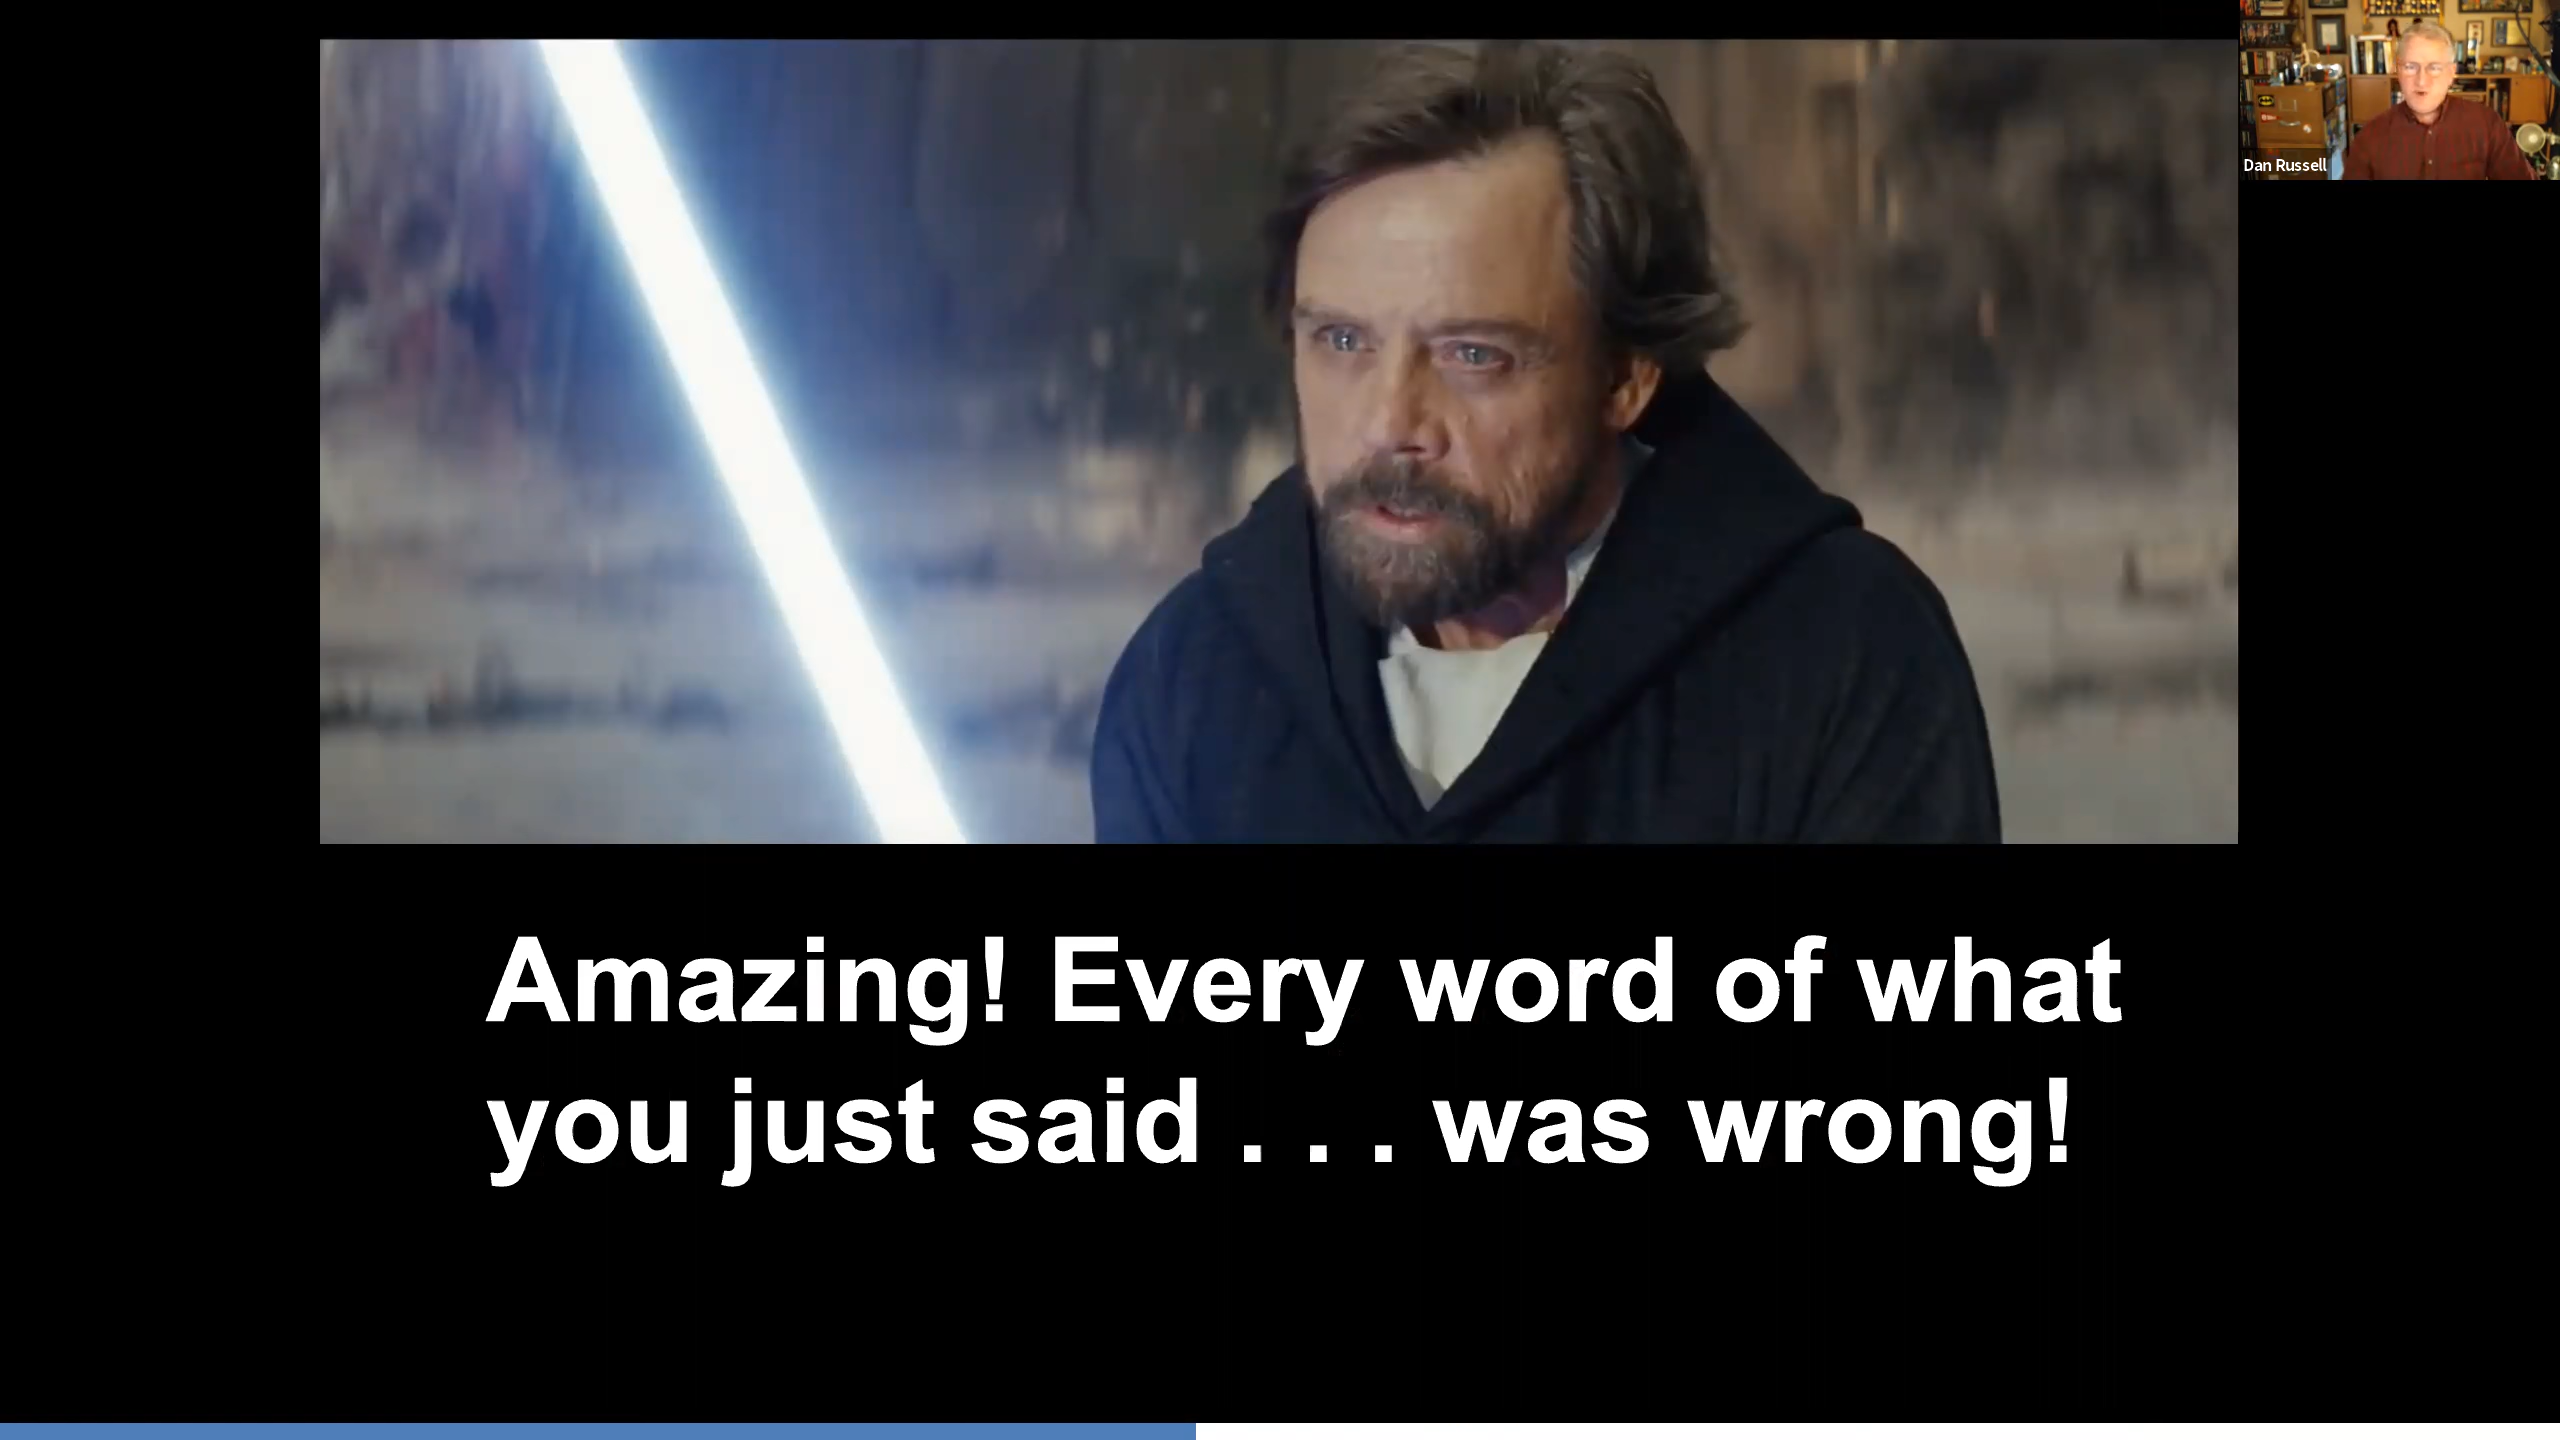 Dan Russell
Amazing! Every word of what
you just said . . . was wrong!